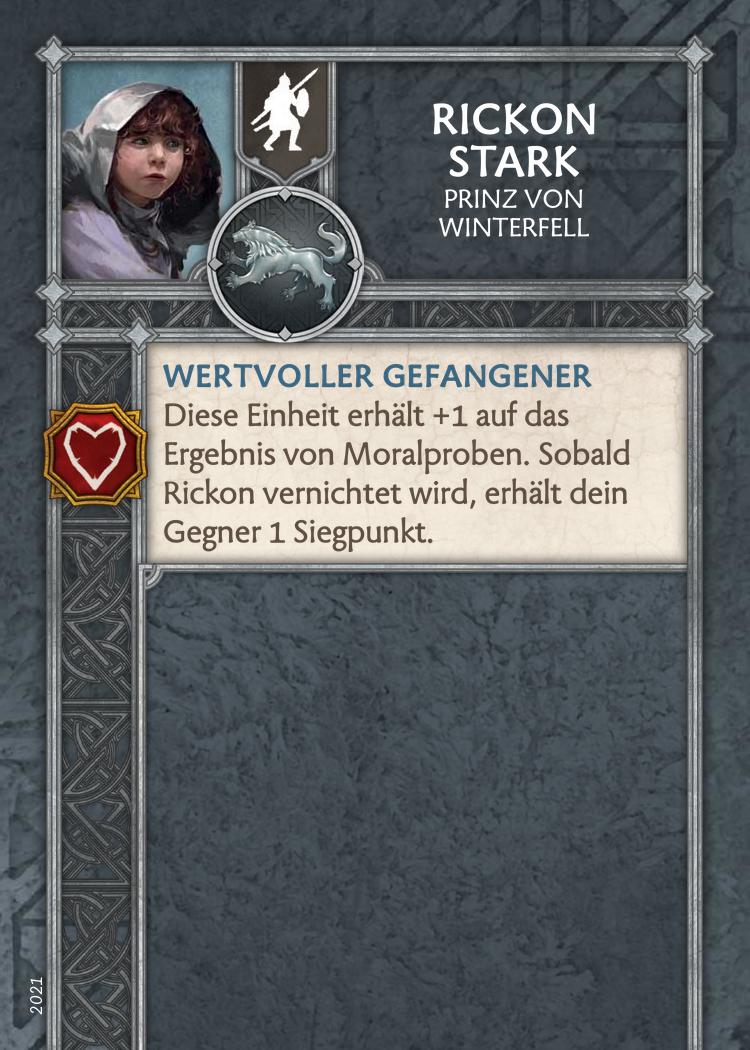 RICKON
STARK
PRINZ VON
WINTERFELL
WERTVOLLER GEFANGENER
Diese Einheit erhält +1 auf das
Ergebnis von Moralproben. Sobald
Rickon vernichtet wird, erhält dein
Gegner 1 Siegpunkt.
2021